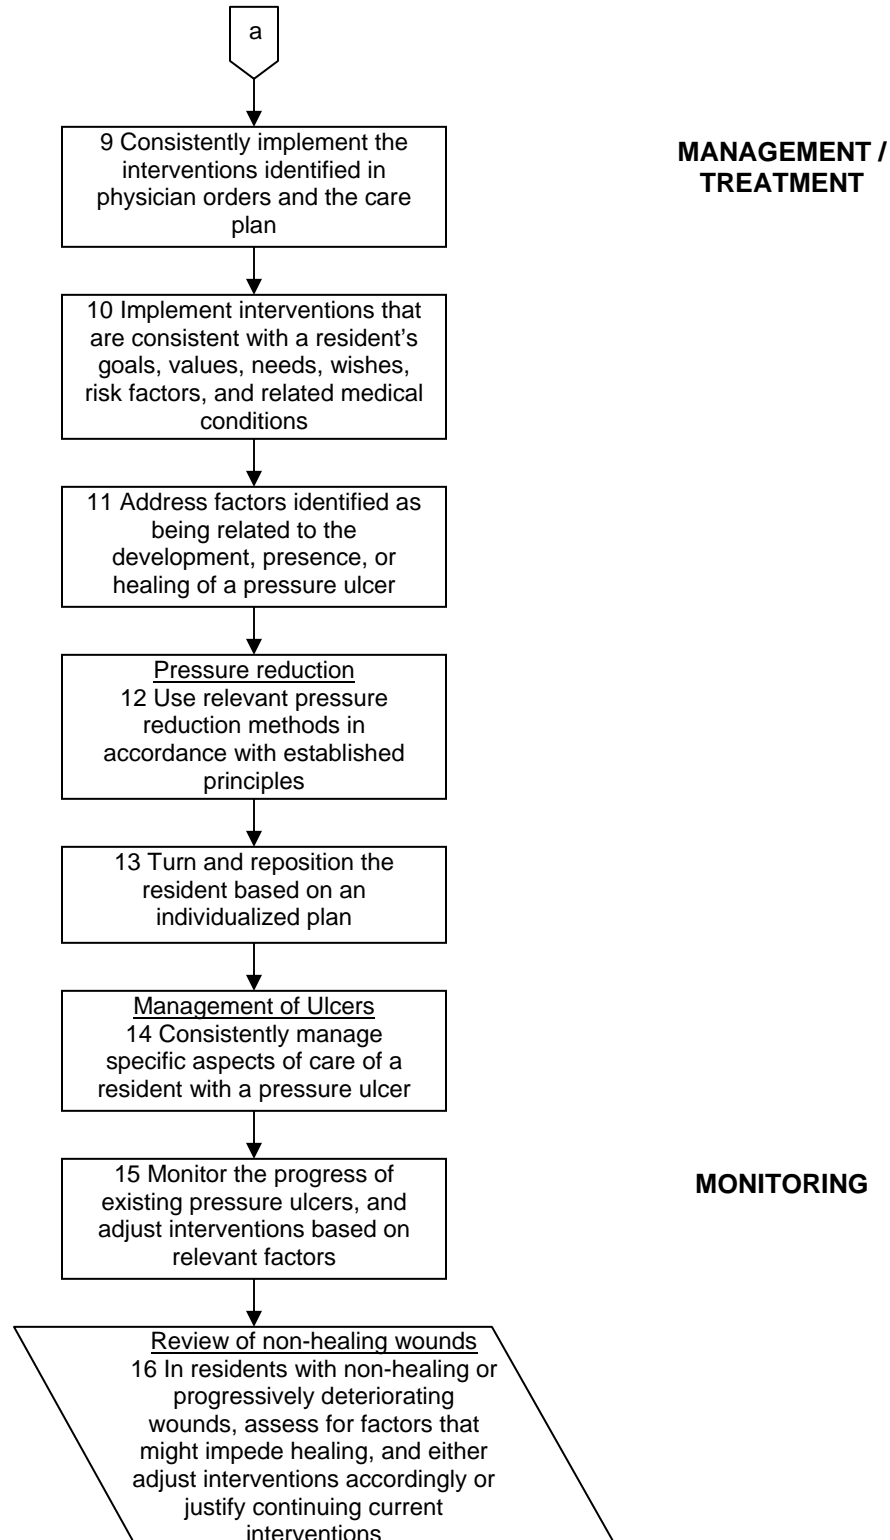 a
9 Consistently implement the
interventions identified in
physician orders and the care
plan
MANAGEMENT /
TREATMENT
10 Implement interventions that
are consistent with a resident’s
goals, values, needs, wishes,
risk factors, and related medical
conditions
11 Address factors identified as
being related to the
development, presence, or
healing of a pressure ulcer
Pressure reduction
12 Use relevant pressure
reduction methods in
accordance with established
principles
13 Turn and reposition the
resident based on an
individualized plan
Management of Ulcers
14 Consistently manage
specific aspects of care of a
resident with a pressure ulcer
15 Monitor the progress of
existing pressure ulcers, and
adjust interventions based on
relevant factors
MONITORING
Review of non-healing wounds
16 In residents with non-healing or
progressively deteriorating
wounds, assess for factors that
might impede healing, and either
adjust interventions accordingly or
justify continuing current
interventions